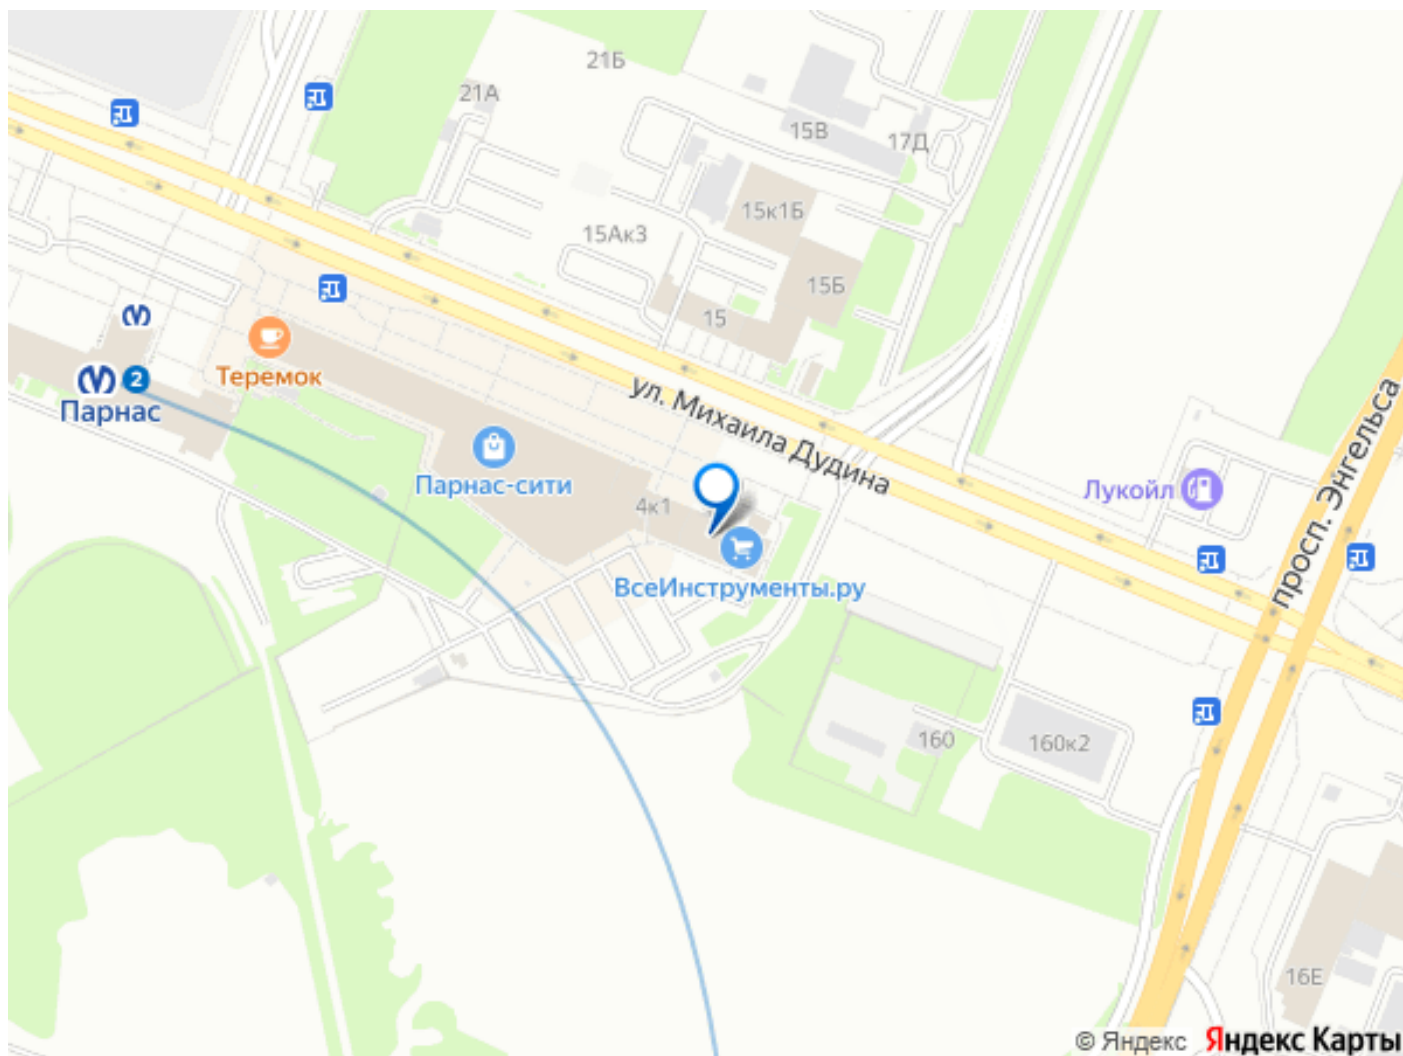 21Б
21А
15В
17Д
15к1Б
15Ак3
15Б
15
Теремок
2
Парнас
ул. Михаила Дудина
просп. Энгельса
Парнас-сити
Лукойл
4к1
ВсеИнструменты.ру
160
160к2
16Е
© Яндекс Яндекс Карты